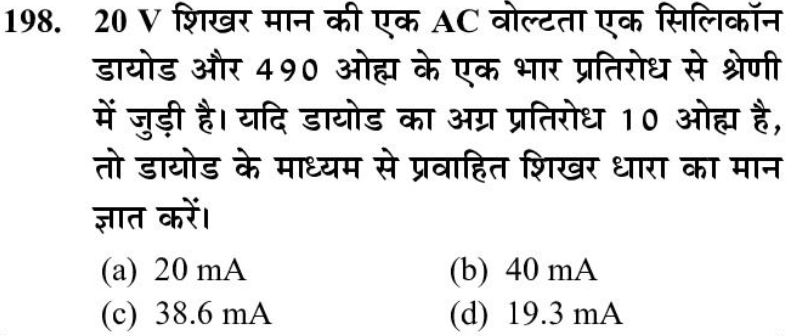 198. 20 V शिखर मान की एक AC वोल्टता एक सिलिकॉन
डायोड और 490 ओह्म के एक भार प्रतिरोध से श्रेणी
में जुड़ी है। यदि डायोड का अग्र प्रतिरोध 10 ओह्म है,
तो डायोड के माध्यम से प्रवाहित शिखर धारा का मान
ज्ञात करें।
(a) 20 mA (b) 40 mA
(c) 38.6 mA (d) 19.3 mA